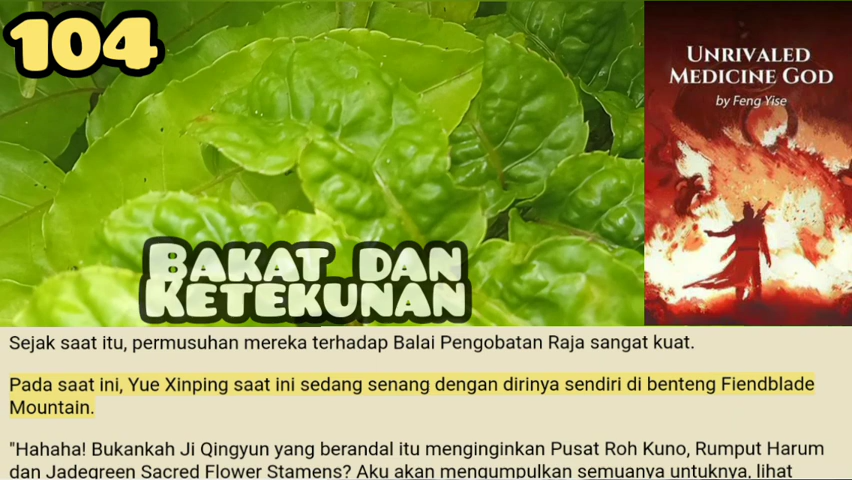 104
UNRIVALED
MEDICINE GOD
by Feng Yise
BAKAT DAN
KETEKUNAN
Sejak saat itu, permusuhan mereka terhadap Balai Pengobatan Raja sangat kuat.
Pada saat ini, Yue Xinping saat ini sedang senang dengan dirinya sendiri di benteng Fiendblade
Mountain.
"Hahaha! Bukankah Ji Qingyun yang berandal itu menginginkan Pusat Roh Kuno, Rumput Harum
dan Jadegreen Sacred Flower Stamens? Aku akan mengumpulkan semuanya untuknya, lihat